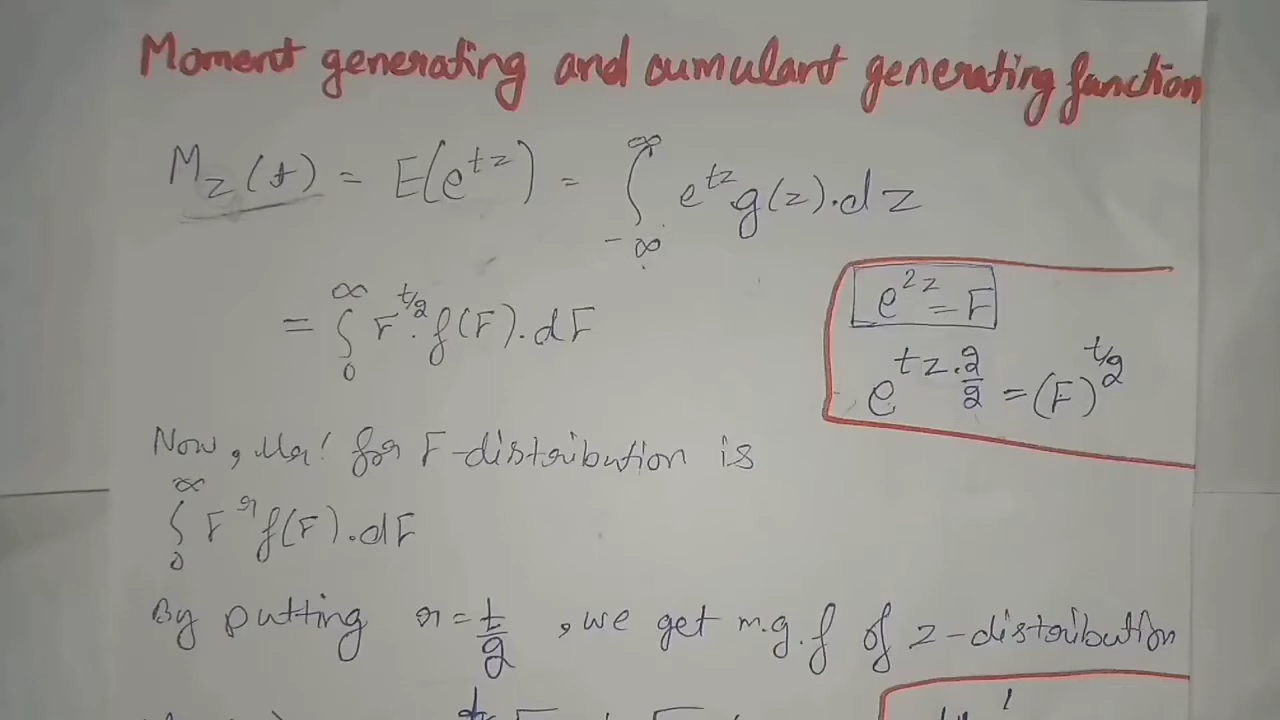 Moment generating and cumulant generating function
M_z(t) = E(e^{tz}) = ∫_{-∞}^{∞} e^{tz} g(z).dz
= ∫_0^∞ F^{t/2}. f(F).dF
e^{2z} = F
e^{tz.2/2} = (F)^{t/2}
Now, μr' for F-distribution is
∫_0^∞ F^r f(F).dF
By putting r = t/2, we get m.g.f of z-distribution